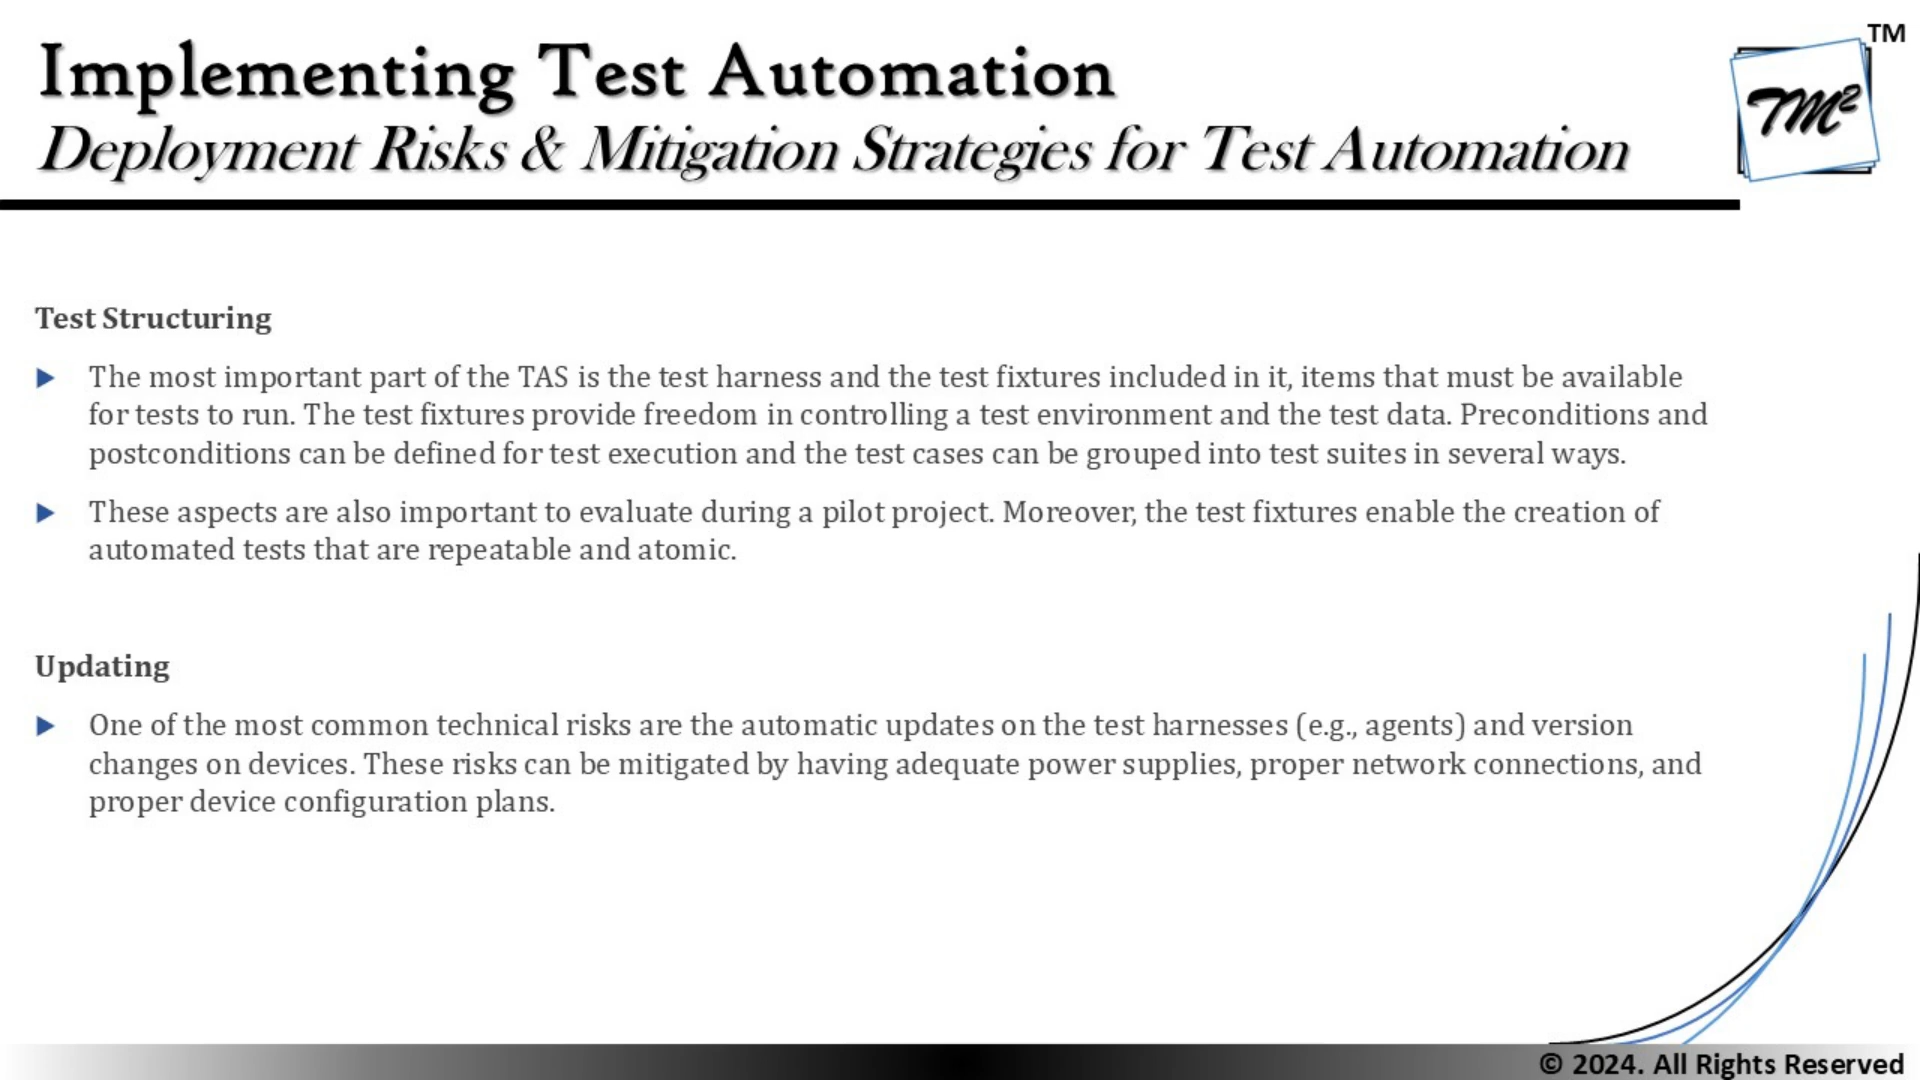 Implementing Test Automation
TM
Deployment Risks & Mitigation Strategies for Test Automation
TM²
Test Structuring
The most important part of the TAS is the test harness and the test fixtures included in it, items that must be available
for tests to run. The test fixtures provide freedom in controlling a test environment and the test data. Preconditions and
postconditions can be defined for test execution and the test cases can be grouped into test suites in several ways.
These aspects are also important to evaluate during a pilot project. Moreover, the test fixtures enable the creation of
automated tests that are repeatable and atomic.
Updating
One of the most common technical risks are the automatic updates on the test harnesses (e.g., agents) and version
changes on devices. These risks can be mitigated by having adequate power supplies, proper network connections, and
proper device configuration plans.
© 2024. All Rights Reserved